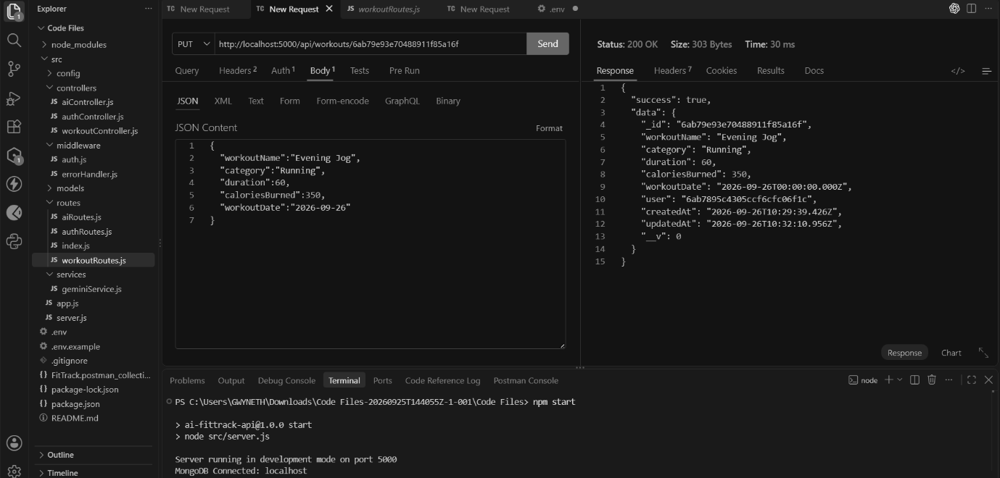 Explorer ···
TC New Request
TC New Request
JS workoutRoutes.js
TC New Request
.env
Code Files
node_modules
src
config
controllers
JS aiController.js
JS authController.js
JS workoutController.js
middleware
JS auth.js
JS errorHandler.js
models
routes
JS aiRoutes.js
JS authRoutes.js
JS index.js
JS workoutRoutes.js
services
JS geminiService.js
JS app.js
JS server.js
.env
.env.example
.gitignore
{} FitTrack.postman_collecti...
{} package-lock.json
{} package.json
README.md
Outline
Timeline
1
1
PUT http://localhost:5000/api/workouts/6ab79e93e70488911f85a16f Send
Query Headers 2 Auth 1 Body 1 Tests Pre Run
JSON XML Text Form Form-encode GraphQL Binary
JSON Content Format
1 {
2 "workoutName":"Evening Jog",
3 "category":"Running",
4 "duration":60,
5 "caloriesBurned":350,
6 "workoutDate":"2026-09-26"
7 }
Status: 200 OK Size: 303 Bytes Time: 30 ms
Response Headers 7 Cookies Results Docs </>
1 {
2 "success": true,
3 "data": {
4 "_id": "6ab79e93e70488911f85a16f",
5 "workoutName": "Evening Jog",
6 "category": "Running",
7 "duration": 60,
8 "caloriesBurned": 350,
9 "workoutDate": "2026-09-26T00:00:00.000Z",
10 "user": "6ab7895c4305ccf6cfc06f1c",
11 "createdAt": "2026-09-26T10:29:39.426Z",
12 "updatedAt": "2026-09-26T10:32:10.956Z",
13 "__v": 0
14 }
15 }
Response Chart
Problems Output Debug Console Terminal Ports Code Reference Log Postman Console
node
PS C:\Users\GWYNETH\Downloads\Code Files-20260925T144055Z-1-001\Code Files> npm start
> ai-fittrack-api@1.0.0 start
> node src/server.js
Server running in development mode on port 5000
MongoDB Connected: localhost